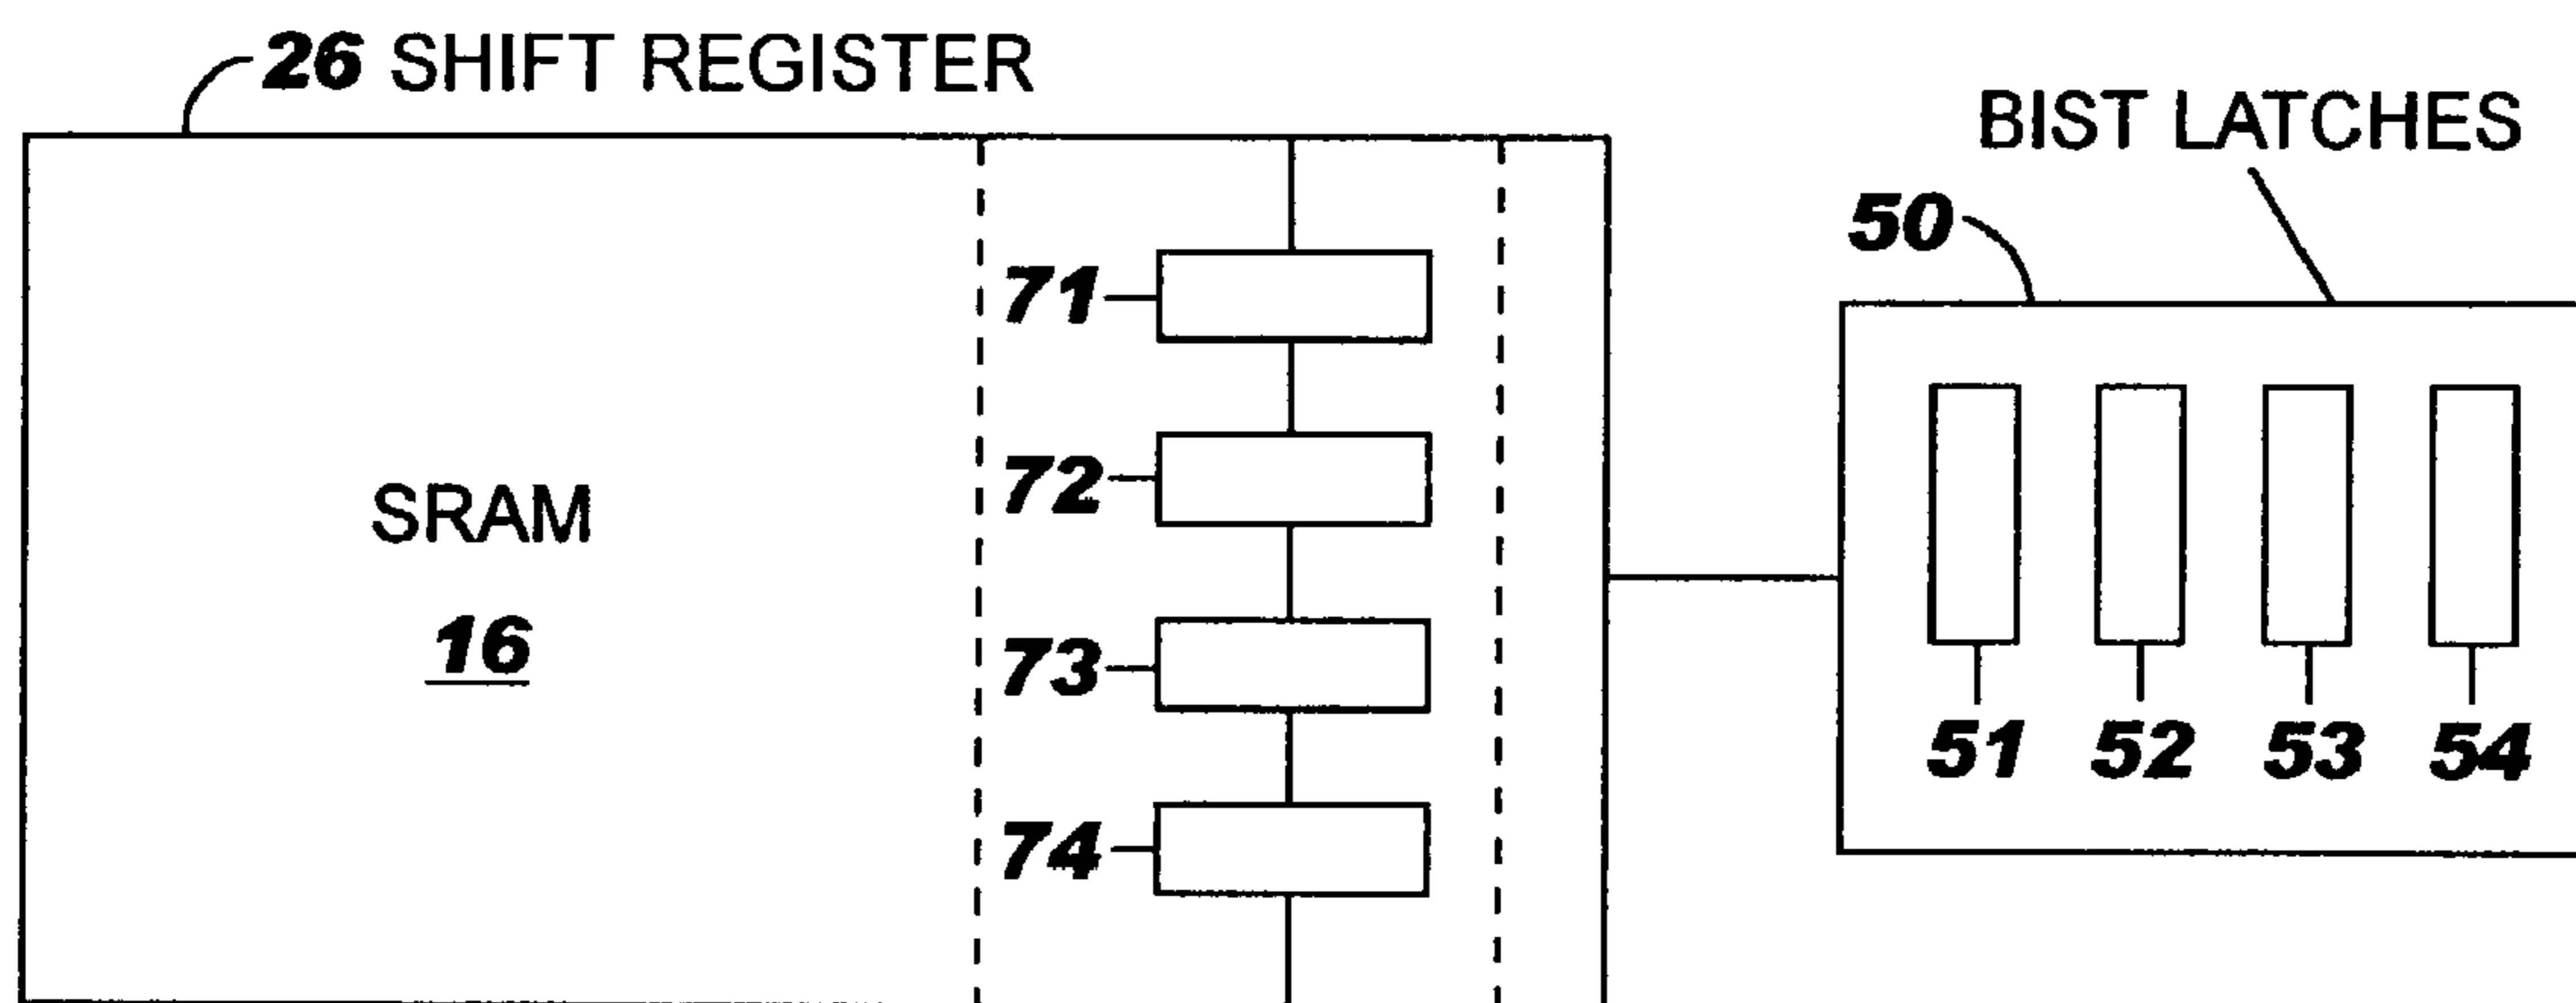 26 SHIFT REGISTER
BIST LATCHES
50
71
72
73
74
SRAM
16
51 52 53 54